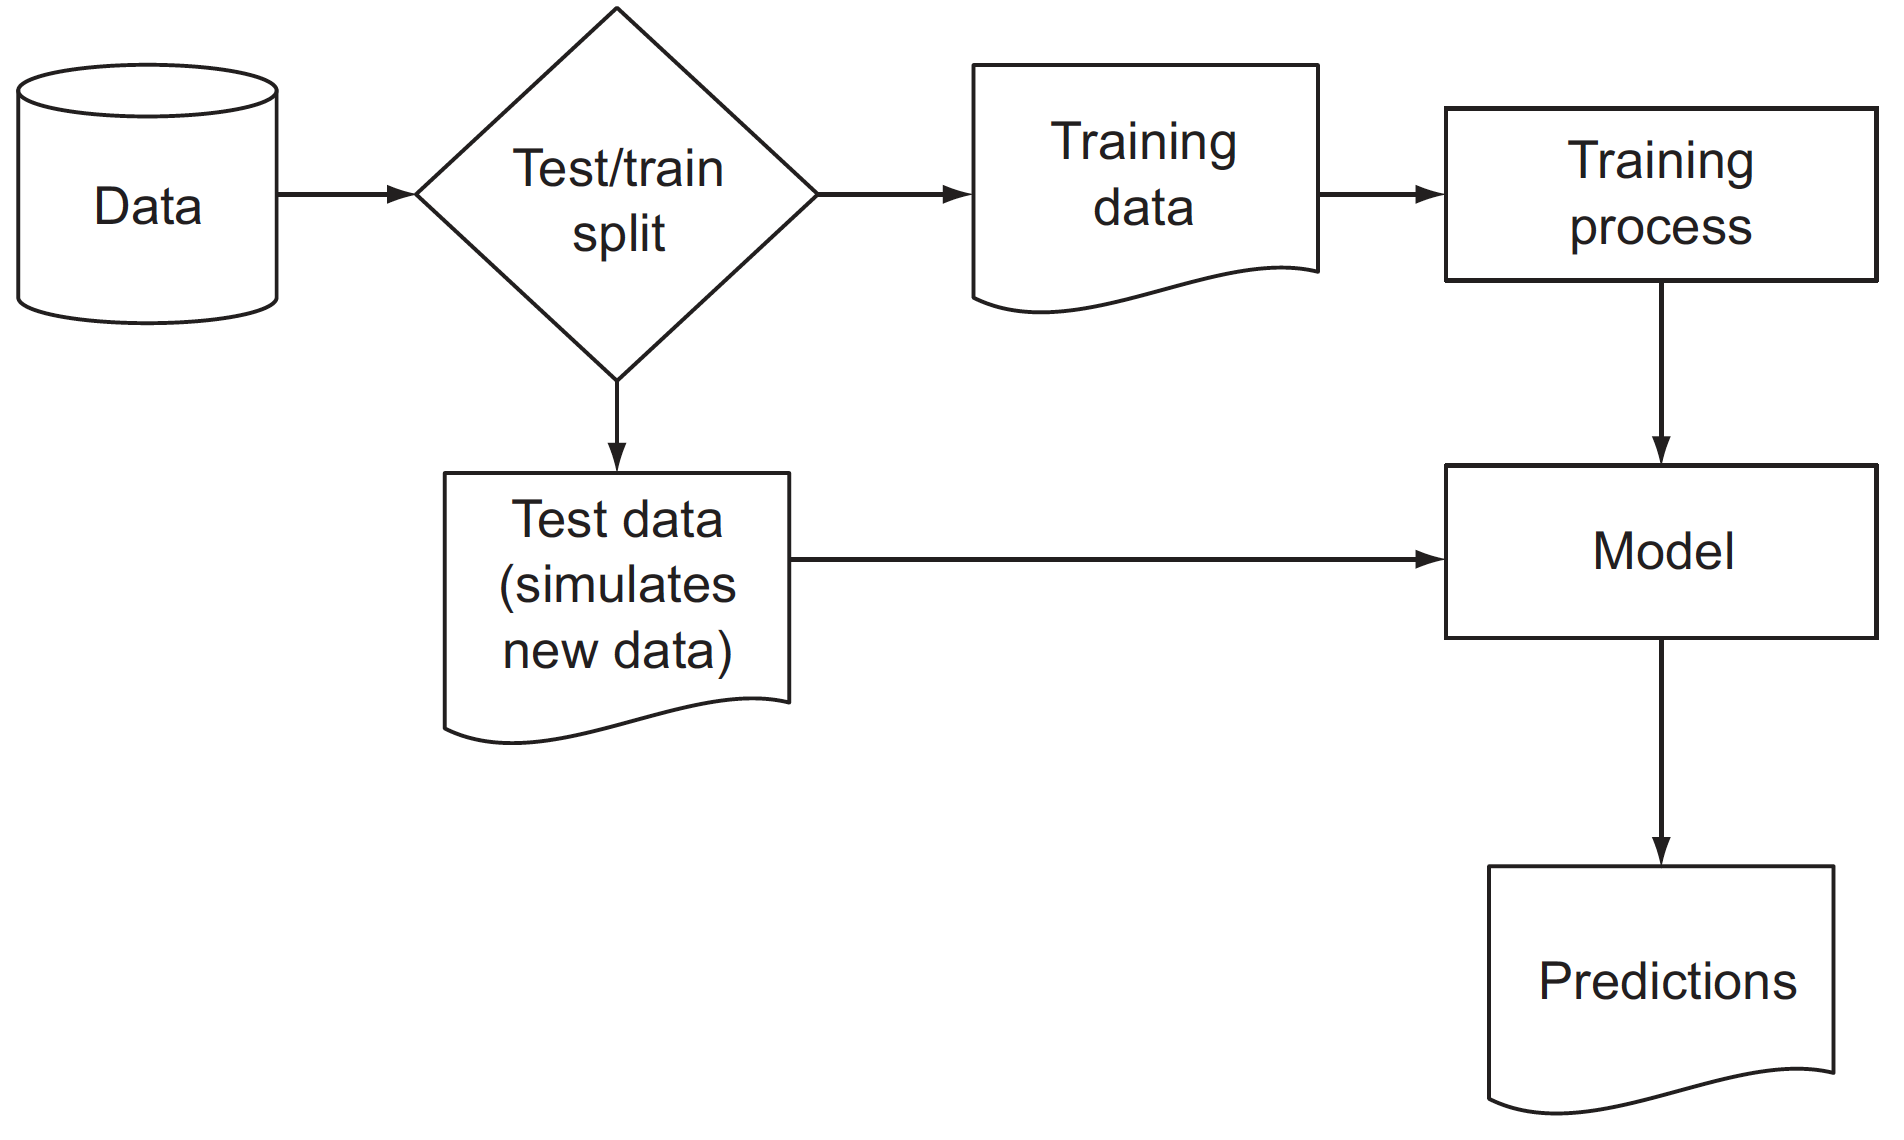 Data
Test/train
split
Training
data
Training
process
Test data
(simulates
new data)
Model
Predictions